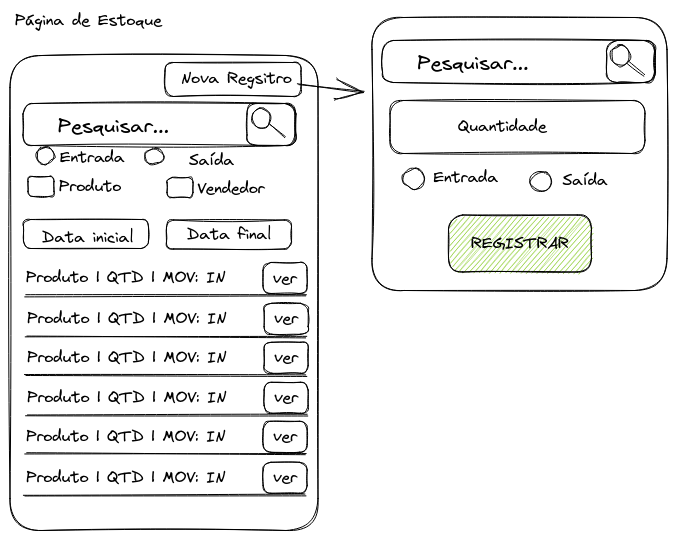 Página de Estoque
Nova Regsitro
Pesquisar...
Entrada Saída
Produto Vendedor
Data inicial Data final
Produto | QTD | MOV: IN ver
Produto | QTD | MOV: IN ver
Produto | QTD | MOV: IN ver
Produto | QTD | MOV: IN ver
Produto | QTD | MOV: IN ver
Produto | QTD | MOV: IN ver
Pesquisar...
Quantidade
Entrada Saída
REGISTRAR